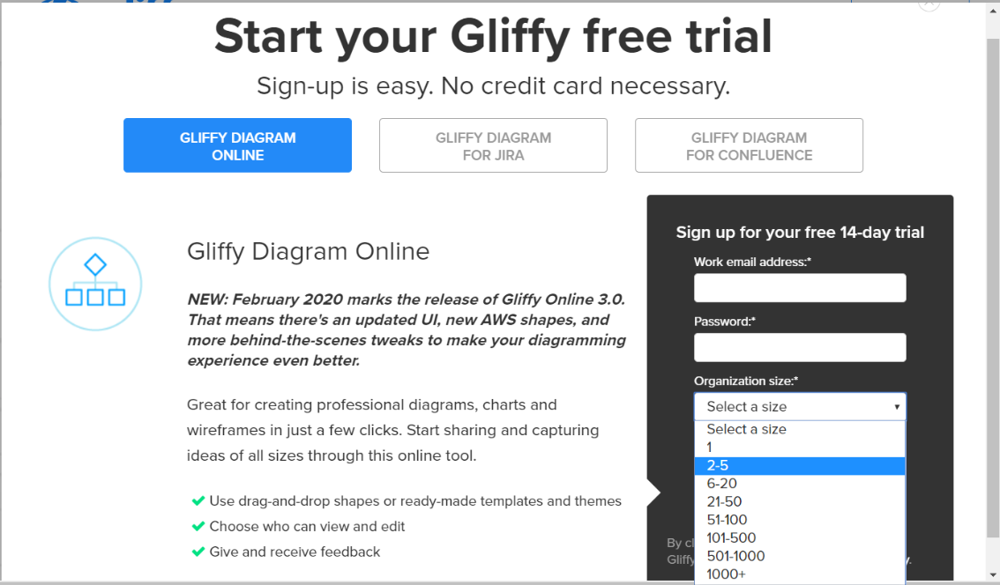 Start your Gliffy free trial
Sign-up is easy. No credit card necessary.
GLIFFY DIAGRAM
ONLINE
GLIFFY DIAGRAM
FOR JIRA
GLIFFY DIAGRAM
FOR CONFLUENCE
Gliffy Diagram Online
NEW: February 2020 marks the release of Gliffy Online 3.0.
That means there's an updated UI, new AWS shapes, and
more behind-the-scenes tweaks to make your diagramming
experience even better.
Great for creating professional diagrams, charts and
wireframes in just a few clicks. Start sharing and capturing
ideas of all sizes through this online tool.
Use drag-and-drop shapes or ready-made templates and themes
Choose who can view and edit
Give and receive feedback
Sign up for your free 14-day trial
Work email address:*
Password:*
Organization size:*
Select a size
Select a size
1
2-5
6-20
21-50
51-100
101-500
501-1000
1000+
By